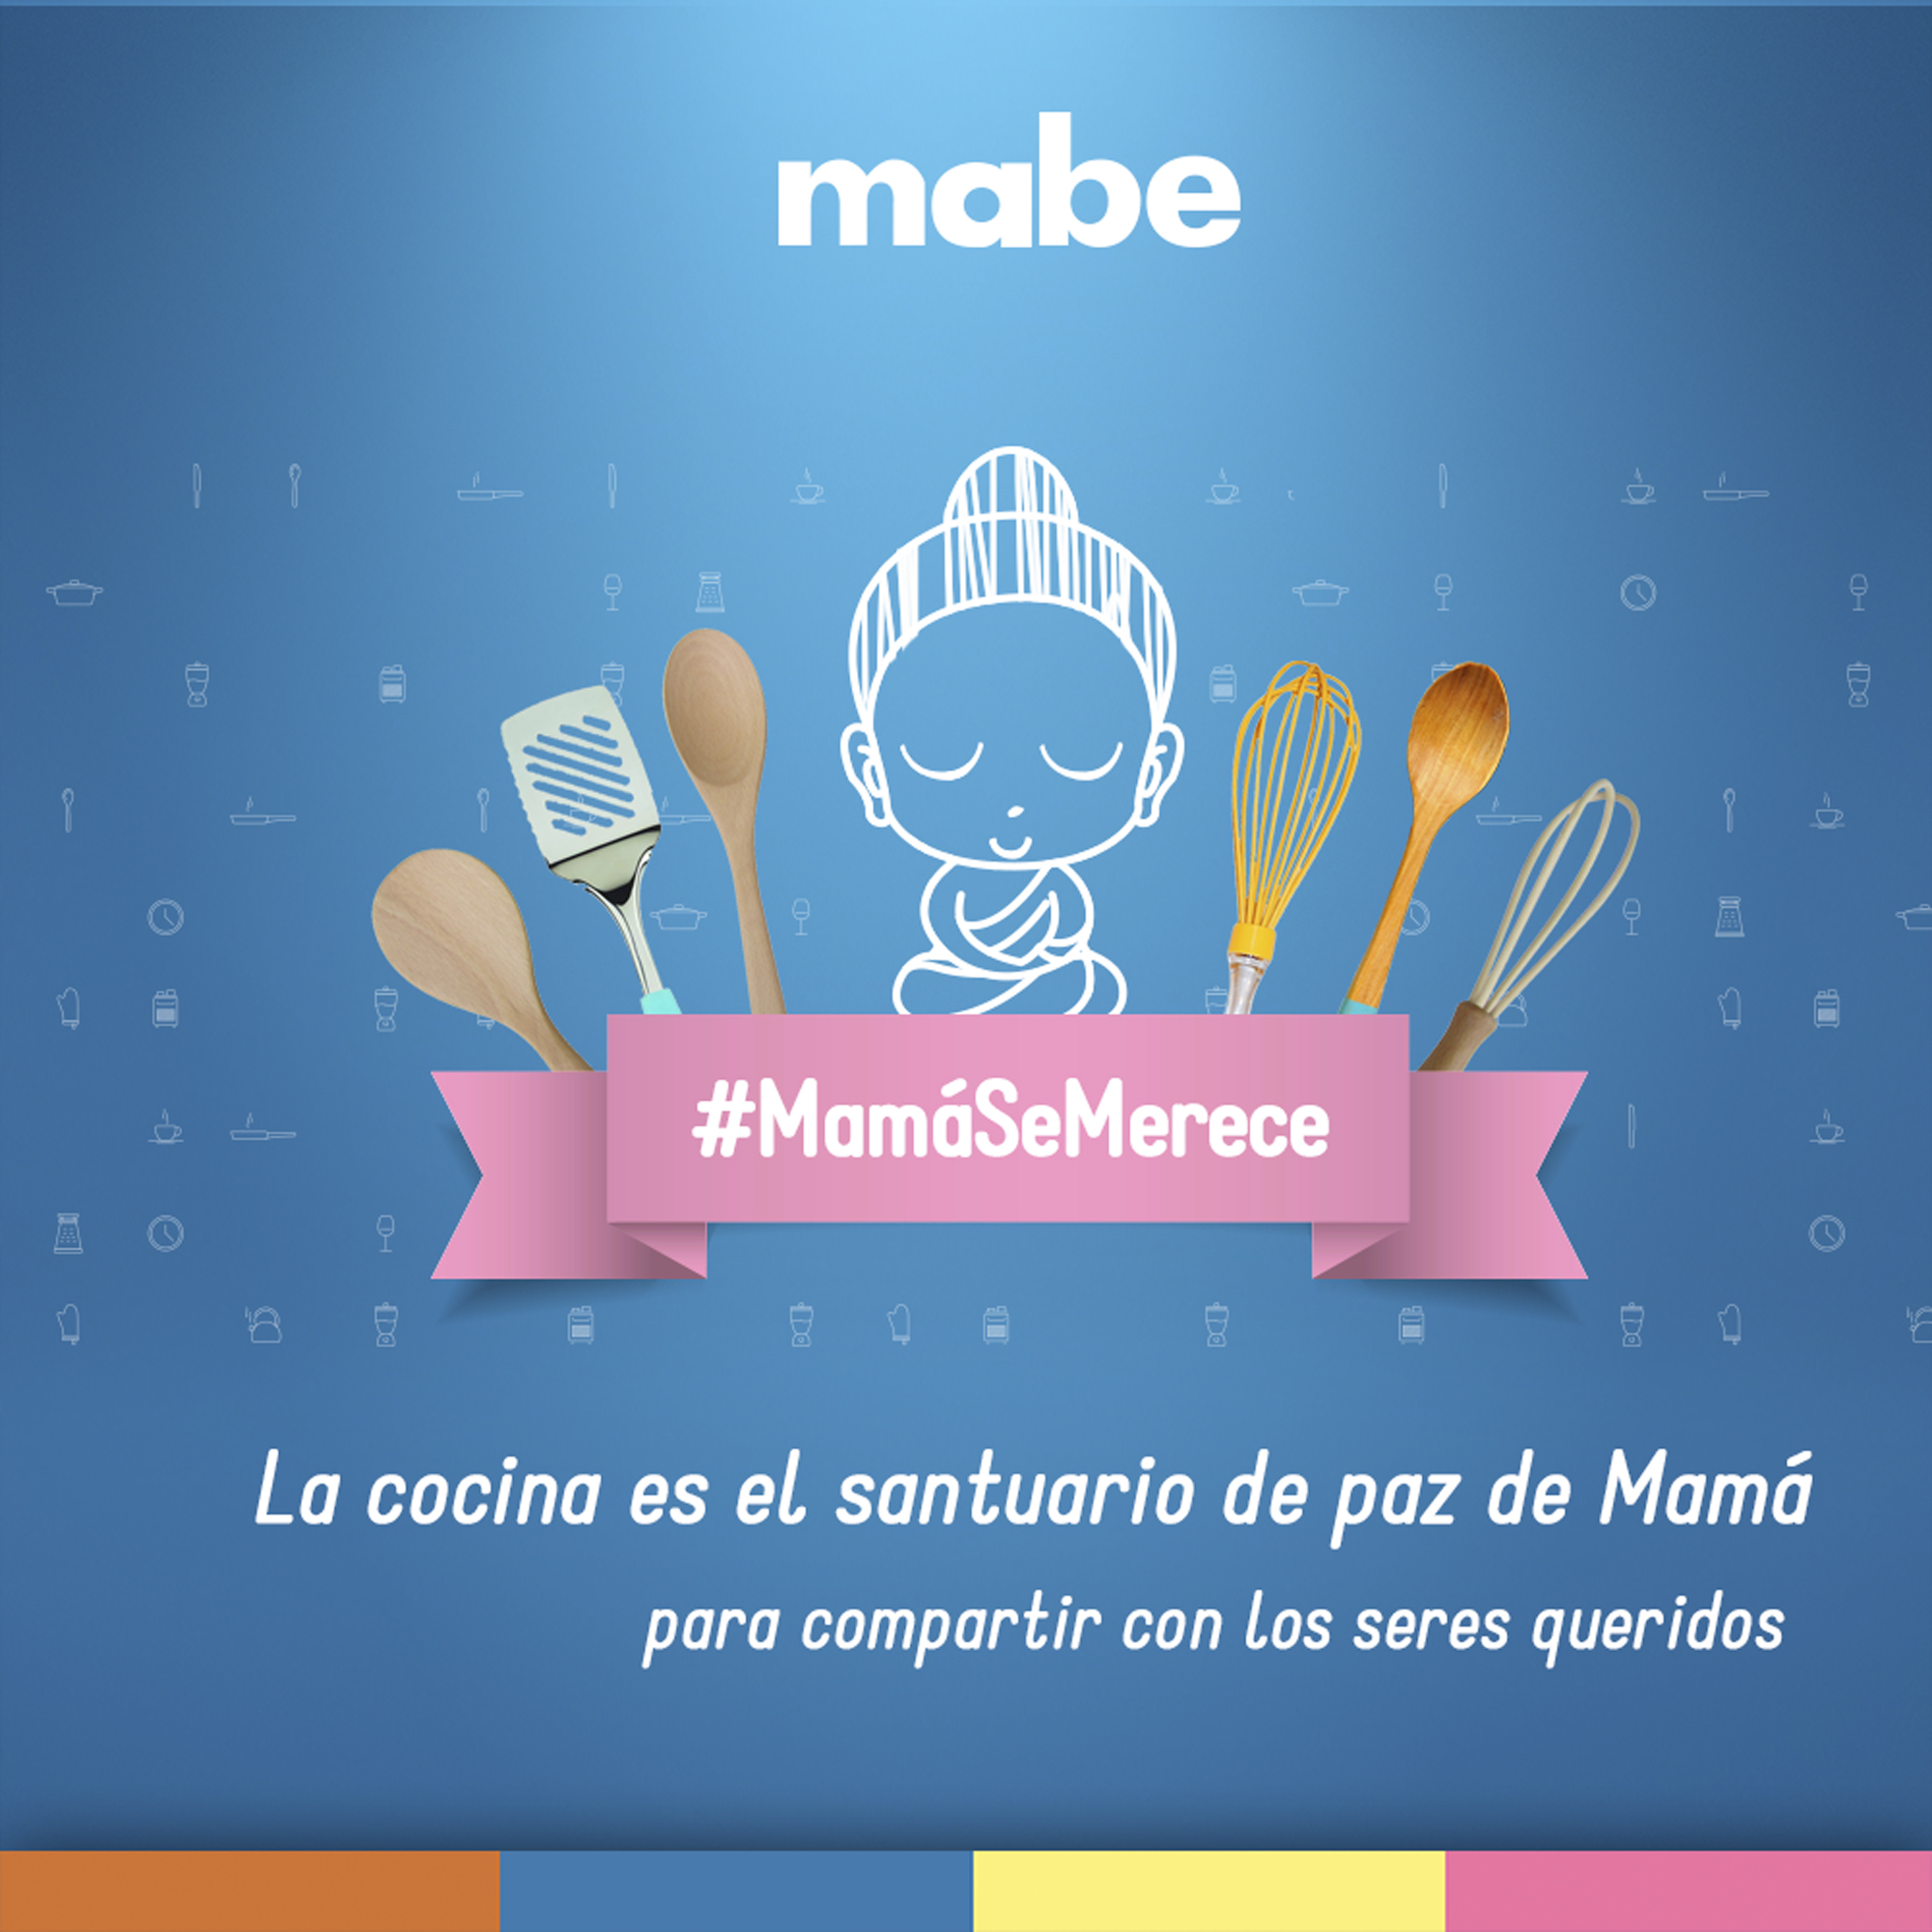 mabe
#MamáSeMerece
La cocina es el santuario de paz de Mamá
para compartir con los seres queridos